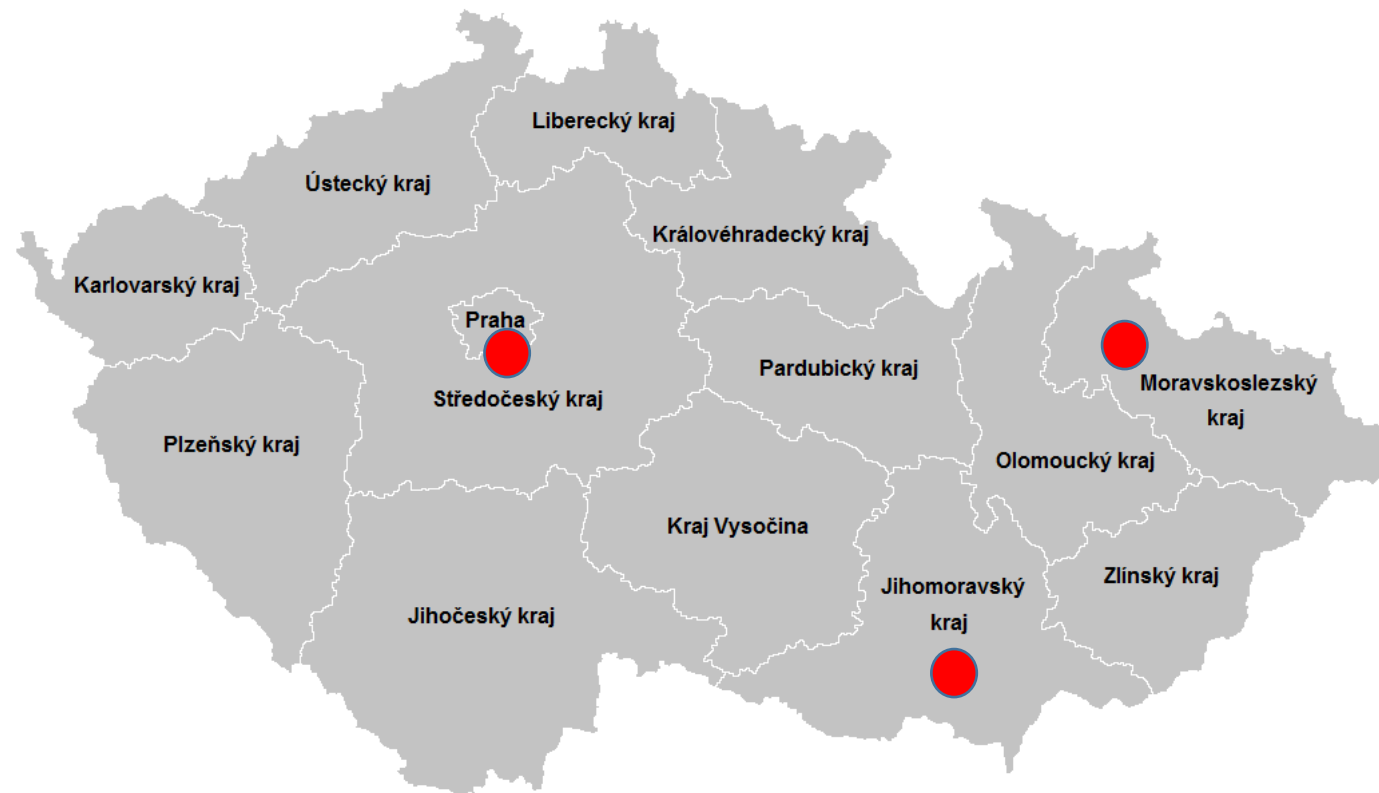 Liberecký kraj
Ústecký kraj
Královéhradecký kraj
Karlovarský kraj
Praha
Pardubický kraj
Moravskoslezský
kraj
Středočeský kraj
Plzeňský kraj
Olomoucký kraj
Kraj Vysočina
Zlínský kraj
Jihomoravský
kraj
Jihočeský kraj